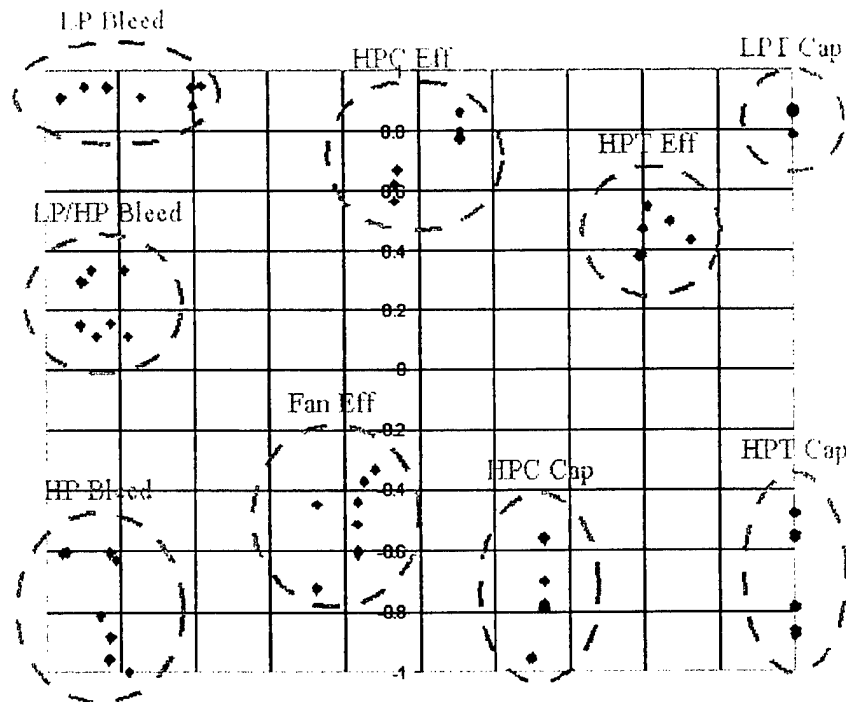 LP Bleed
HPC Eff
LPT Cap
1
0.8
HPT Eff
0.6
LP/HP Bleed
0.4
0.2
0
Fan Eff
-0.2
HPC Cap
HPT Cap
HP Bleed
-0.4
-0.6
-0.8
-1